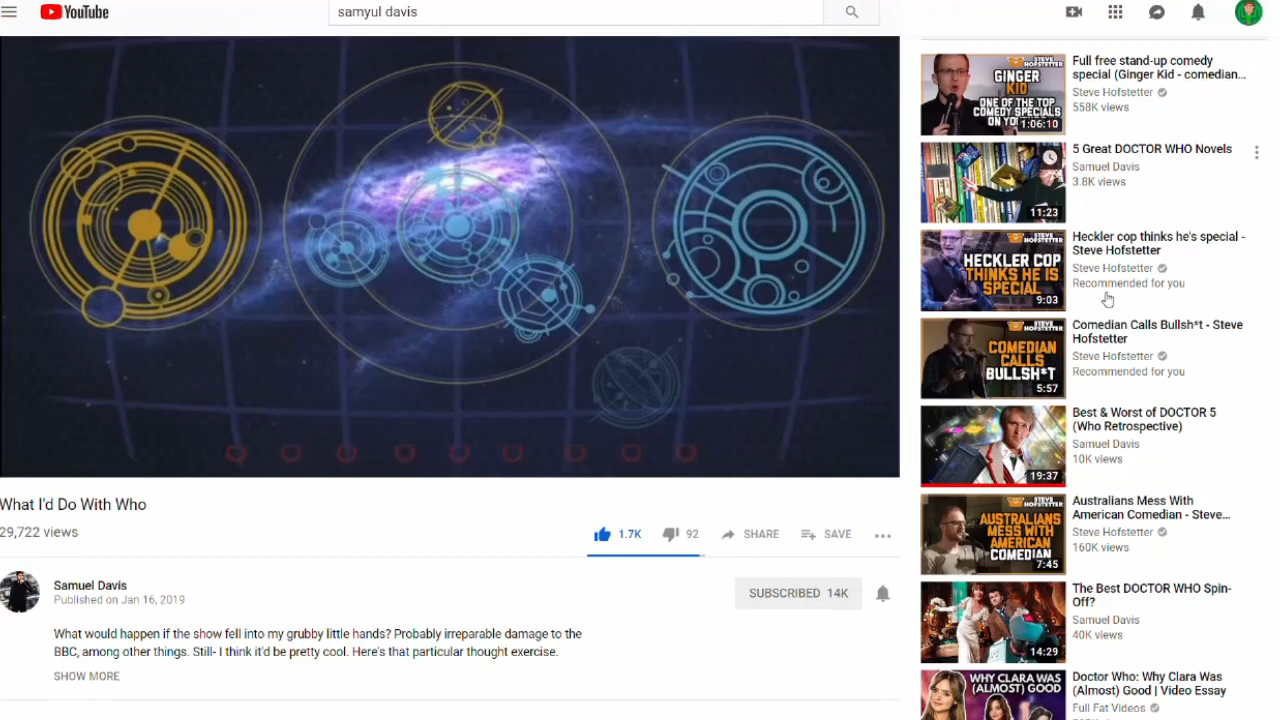 YouTube
samyul davis
What I'd Do With Who
29,722 views
1.7K
92
SHARE
SAVE
Samuel Davis
Published on Jan 16, 2019
SUBSCRIBED 14K
What would happen if the show fell into my grubby little hands? Probably irreparable damage to the
BBC, among other things. Still- I think it'd be pretty cool. Here's that particular thought exercise.
SHOW MORE
STEVE
HOFSTETTER
GINGER
KID
ONE OF THE TOP
COMEDY SPECIALS
1:06:10
Full free stand-up comedy
special (Ginger Kid - comedian...
Steve Hofstetter
558K views
11:23
5 Great DOCTOR WHO Novels
Samuel Davis
3.8K views
STEVE
HOFSTETTER
HECKLER COP
THINKS HE IS
SPECIAL
9:03
Heckler cop thinks he's special -
Steve Hofstetter
Steve Hofstetter
Recommended for you
STEVE
HOFSTETTER
COMEDIAN
CALLS
BULLSH*T
5:57
Comedian Calls Bullsh*t - Steve
Hofstetter
Steve Hofstetter
Recommended for you
19:37
Best & Worst of DOCTOR 5
(Who Retrospective)
Samuel Davis
10K views
STEVE
HOFSTETTER
AUSTRALIANS
MESS WITH
AMERICAN
COMEDIAN
7:45
Australians Mess With
American Comedian - Steve...
Steve Hofstetter
160K views
14:29
The Best DOCTOR WHO Spin-
Off?
Samuel Davis
40K views
WHY CLARA WAS
(ALMOST) GOOD
Doctor Who: Why Clara Was
(Almost) Good | Video Essay
Full Fat Videos